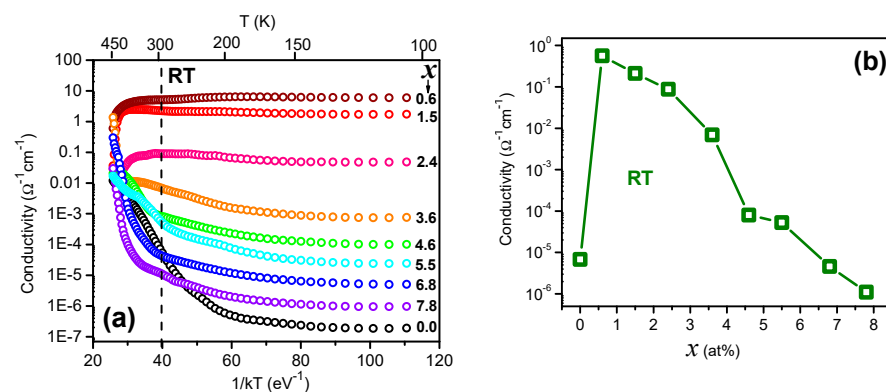 T (K)
450 300 200 150 100
100
10
1
0.1
0.01
1E-3
1E-4
1E-5
1E-6
1E-7
Conductivity (Ω⁻¹cm⁻¹)
RT
x
0.6
1.5
2.4
3.6
4.6
5.5
6.8
7.8
0.0
(a)
20 40 60 80 100 120
1/kT (eV⁻¹)
(b)
10⁰
10⁻¹
10⁻²
10⁻³
10⁻⁴
10⁻⁵
10⁻⁶
Conductivity (Ω⁻¹cm⁻¹)
RT
0 1 2 3 4 5 6 7 8
x (at%)